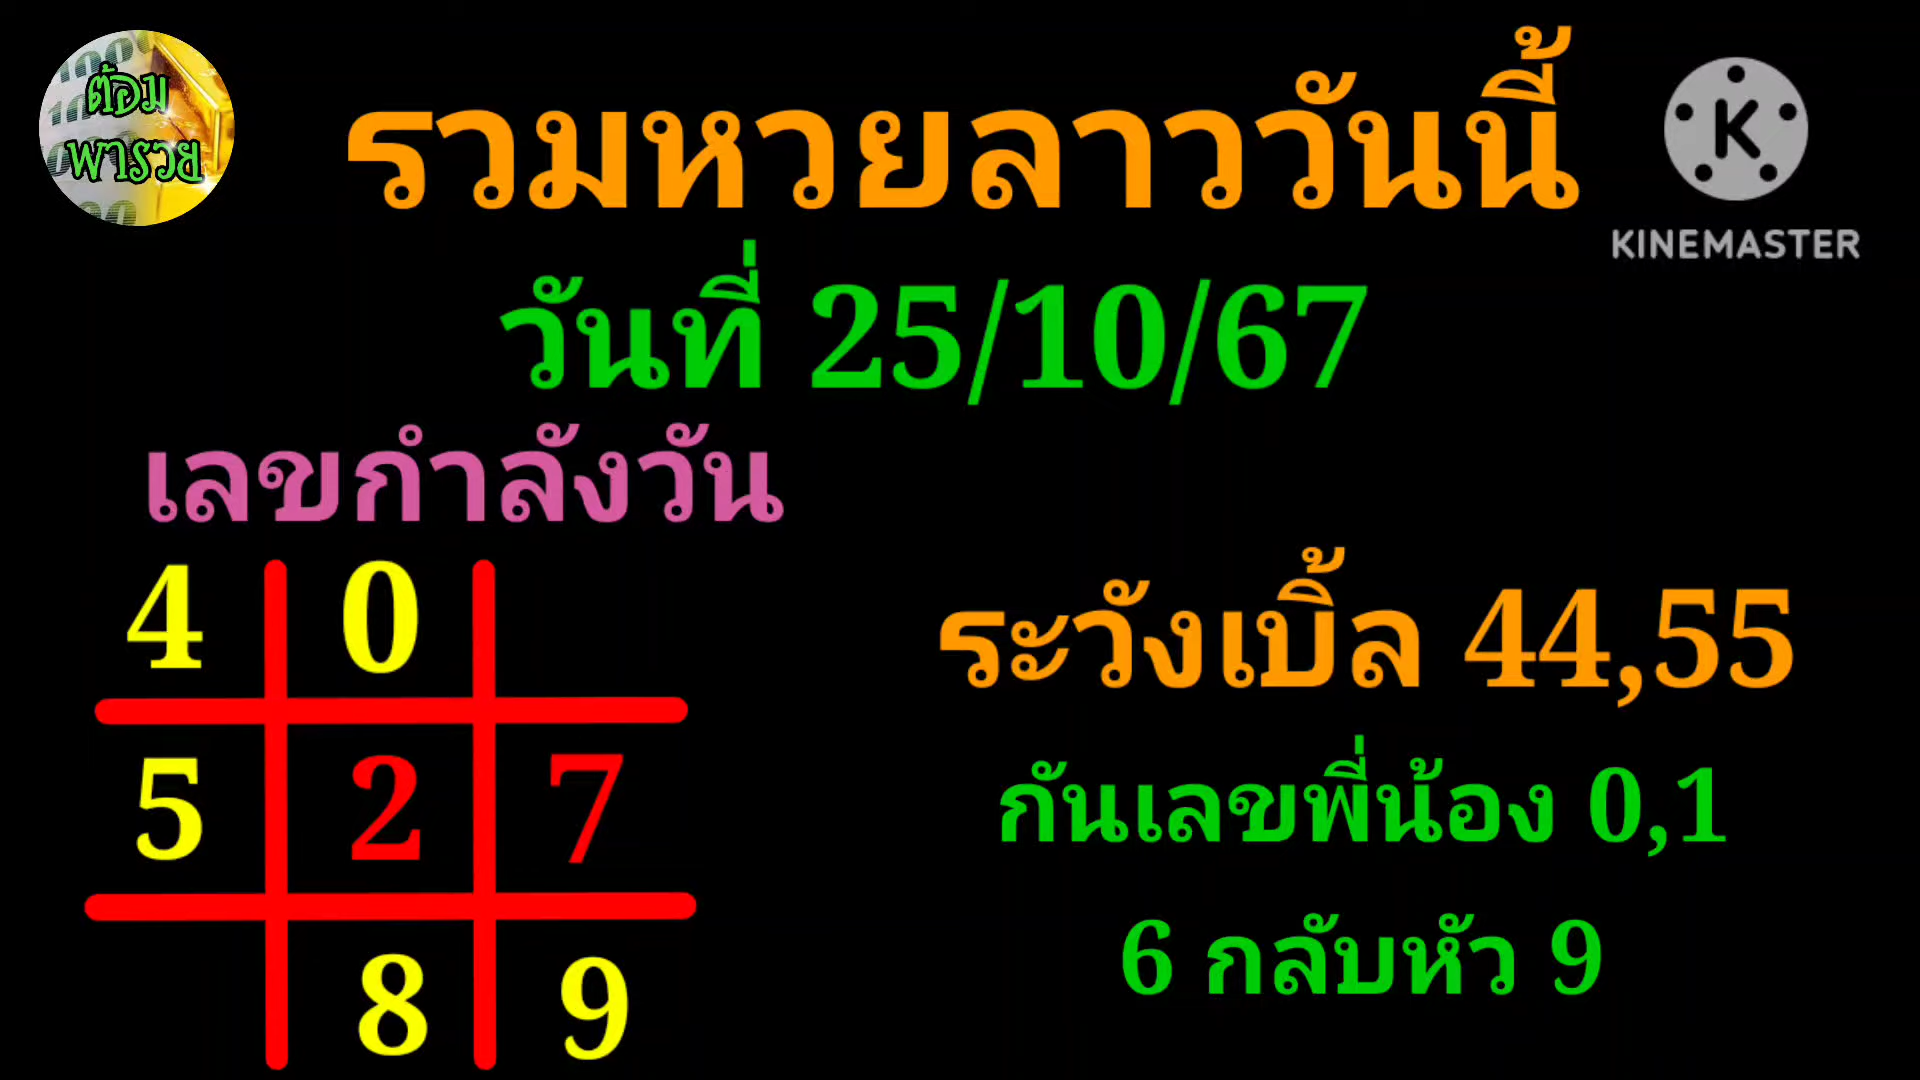 ต้อม
พารวย
รวมหวยลาววันนี้
KINEMASTER
วันที่ 25/10/67
เลขกำลังวัน
4 0
5 2 7
8 9
ระวังเบิ้ล 44,55
กันเลขพี่น้อง 0,1
6 กลับหัว 9